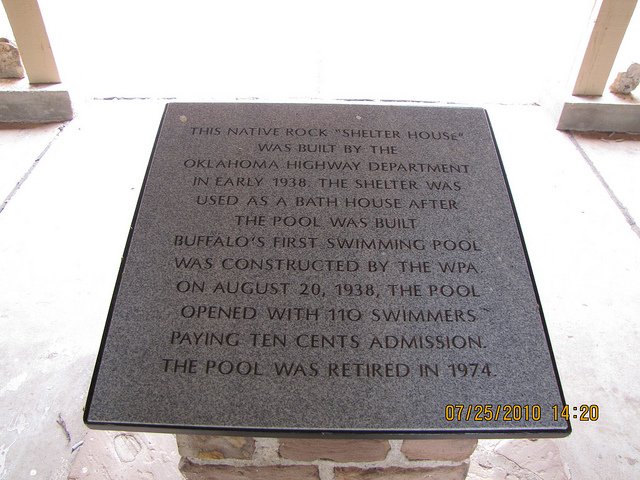 THIS NATIVE ROCK "SHELTER HOUSE"
WAS BUILT BY THE
OKLAHOMA HIGHWAY DEPARTMENT
IN EARLY 1938. THE SHELTER WAS
USED AS A BATH HOUSE AFTER
THE POOL WAS BUILT
BUFFALO'S FIRST SWIMMING POOL
WAS CONSTRUCTED BY THE WPA.
ON AUGUST 20, 1938, THE POOL
OPENED WITH 110 SWIMMERS
PAYING TEN CENTS ADMISSION.
THE POOL WAS RETIRED IN 1974.
07/25/2010 14:20